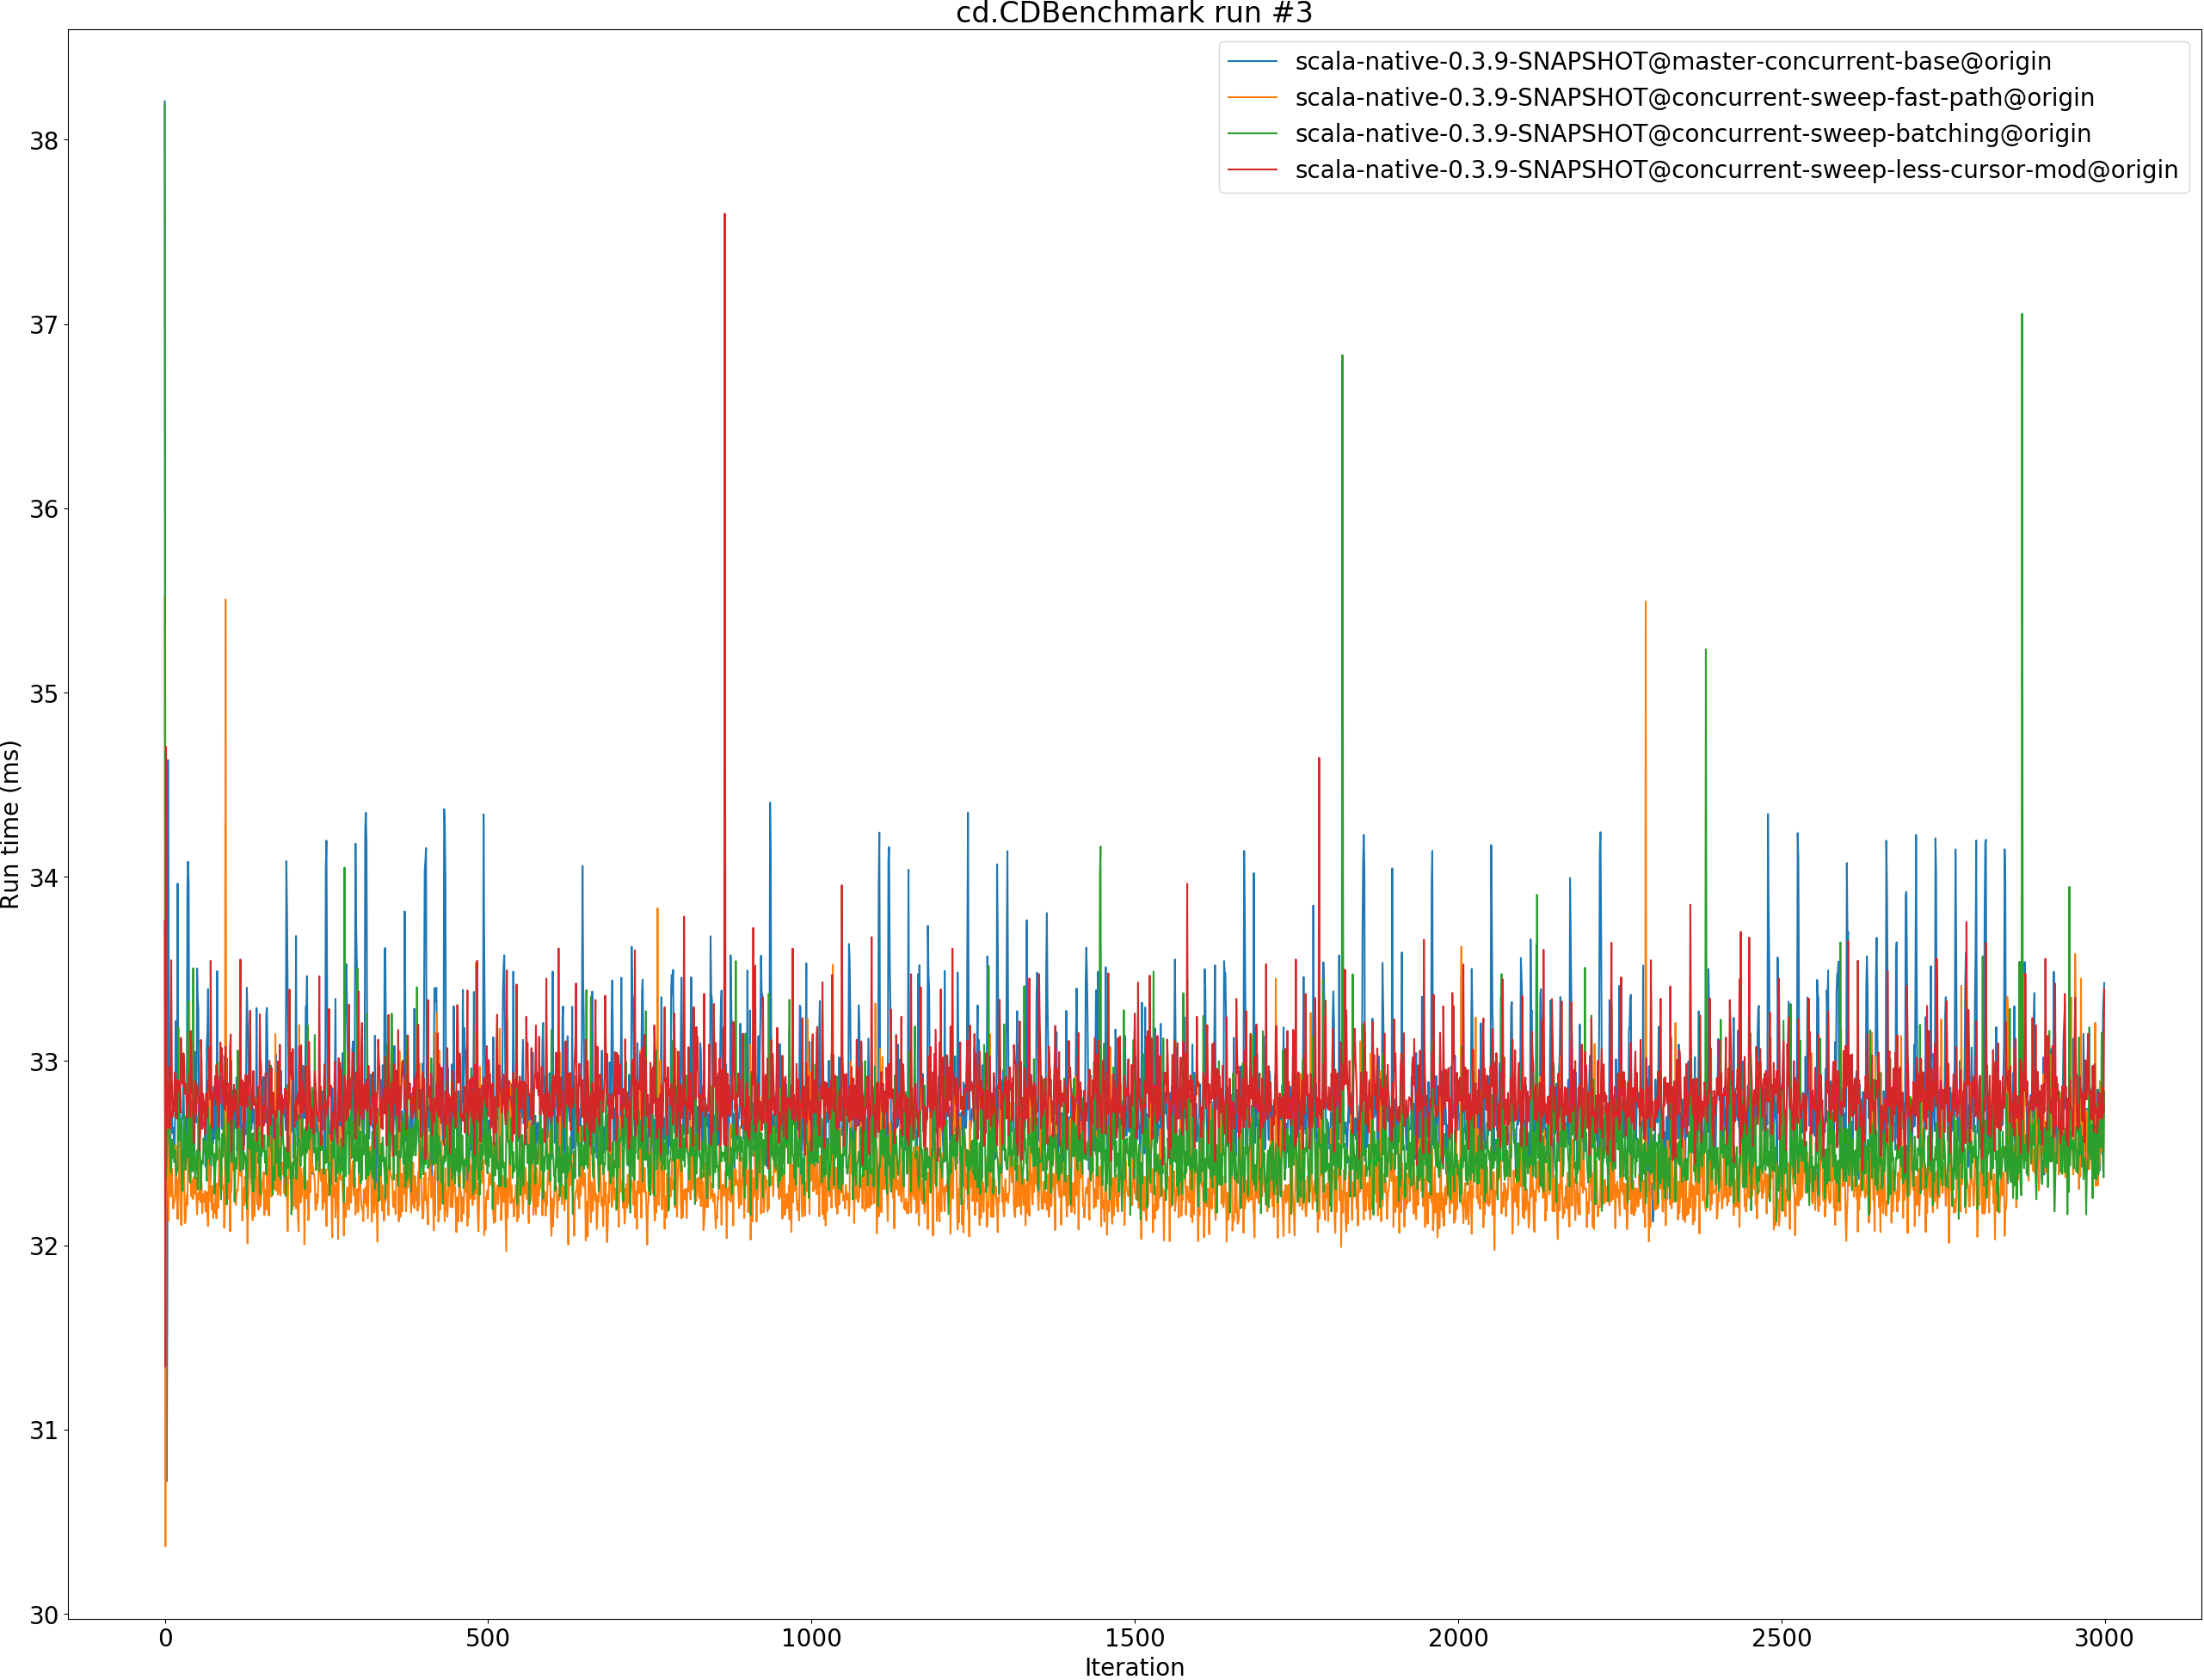 cd.CDBenchmark run #3
scala-native-0.3.9-SNAPSHOT@master-concurrent-base@origin
scala-native-0.3.9-SNAPSHOT@concurrent-sweep-fast-path@origin
scala-native-0.3.9-SNAPSHOT@concurrent-sweep-batching@origin
scala-native-0.3.9-SNAPSHOT@concurrent-sweep-less-cursor-mod@origin
Run time (ms)
38
37
36
35
34
33
32
31
30
0 500 1000 1500 2000 2500 3000
Iteration